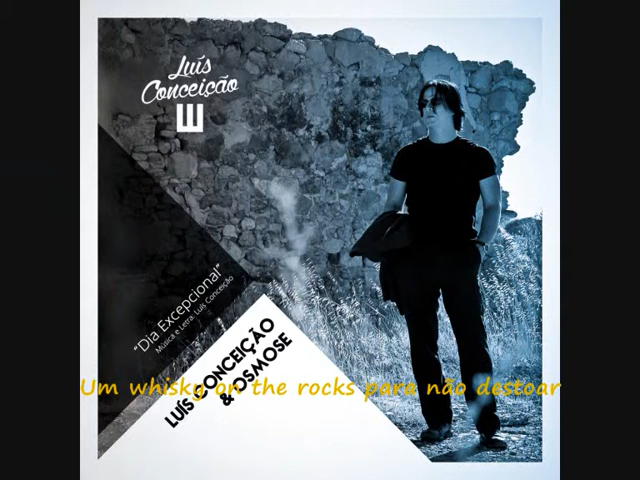 Luís
Conceição
"Dia Excepcional"
Música e Letra: Luís Conceição
LUÍS CONCEIÇÃO
& OSMOSE
Um whisky on the rocks para não destoar